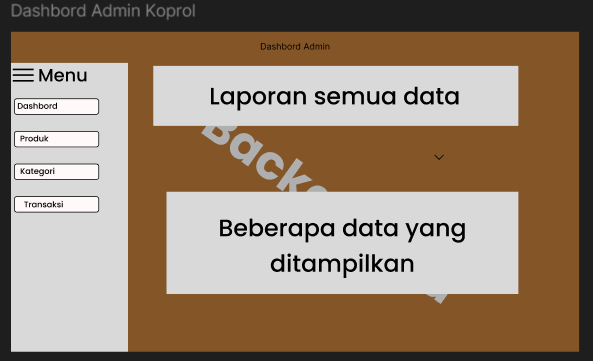 Dashbord Admin Koprol
Dashbord Admin
Menu
Dashbord
Produk
Kategori
Transaksi
Laporan semua data
Beberapa data yang
ditampilkan